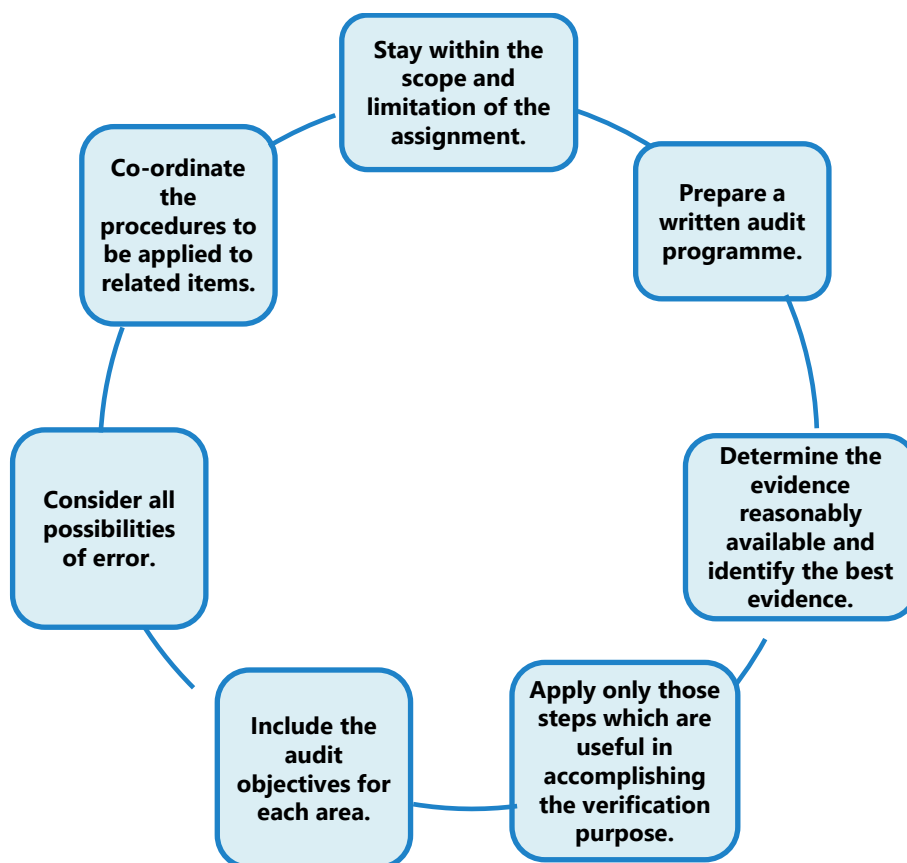 Stay within the
scope and
limitation of the
assignment.
Prepare a
written audit
programme.
Determine the
evidence
reasonably
available and
identify the best
evidence.
Apply only those
steps which are
useful in
accomplishing
the verification
purpose.
Include the
audit
objectives for
each area.
Consider all
possibilities
of error.
Co-ordinate
the
procedures to
be applied to
related items.